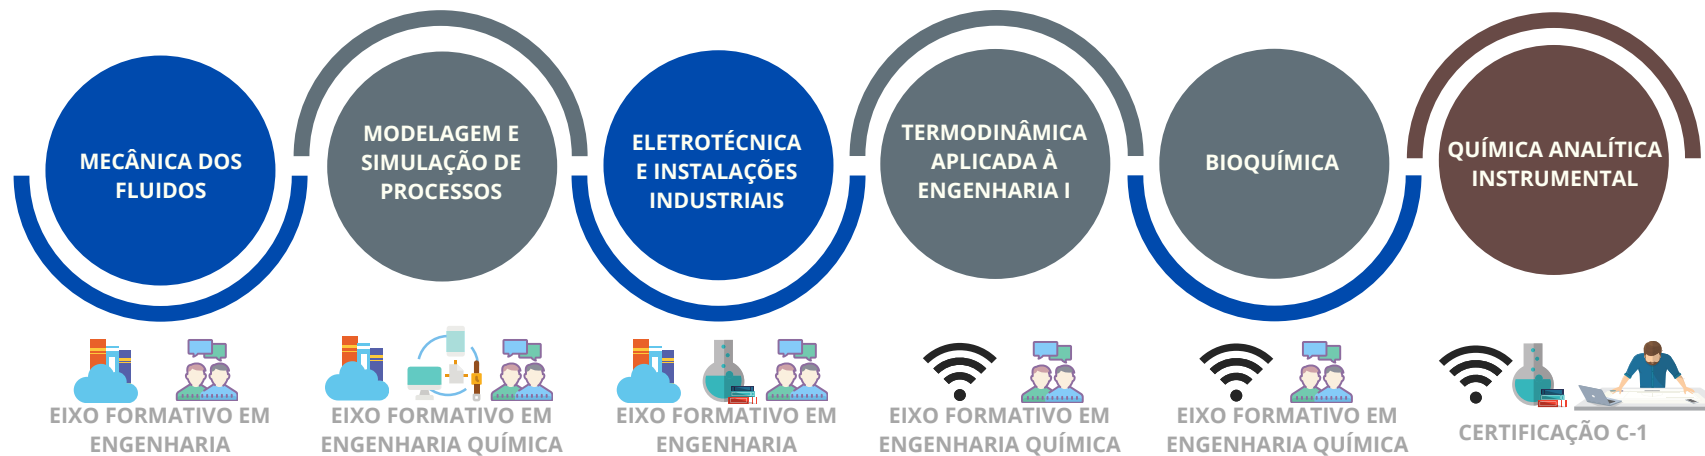 MECÂNICA DOS
FLUIDOS
MODELAGEM E
SIMULAÇÃO DE
PROCESSOS
ELETROTÉCNICA
E INSTALAÇÕES
INDUSTRIAIS
TERMODINÂMICA
APLICADA À
ENGENHARIA I
BIOQUÍMICA
QUÍMICA ANALÍTICA
INSTRUMENTAL
EIXO FORMATIVO EM
ENGENHARIA
EIXO FORMATIVO EM
ENGENHARIA QUÍMICA
EIXO FORMATIVO EM
ENGENHARIA
EIXO FORMATIVO EM
ENGENHARIA QUÍMICA
EIXO FORMATIVO EM
ENGENHARIA QUÍMICA
CERTIFICAÇÃO C-1